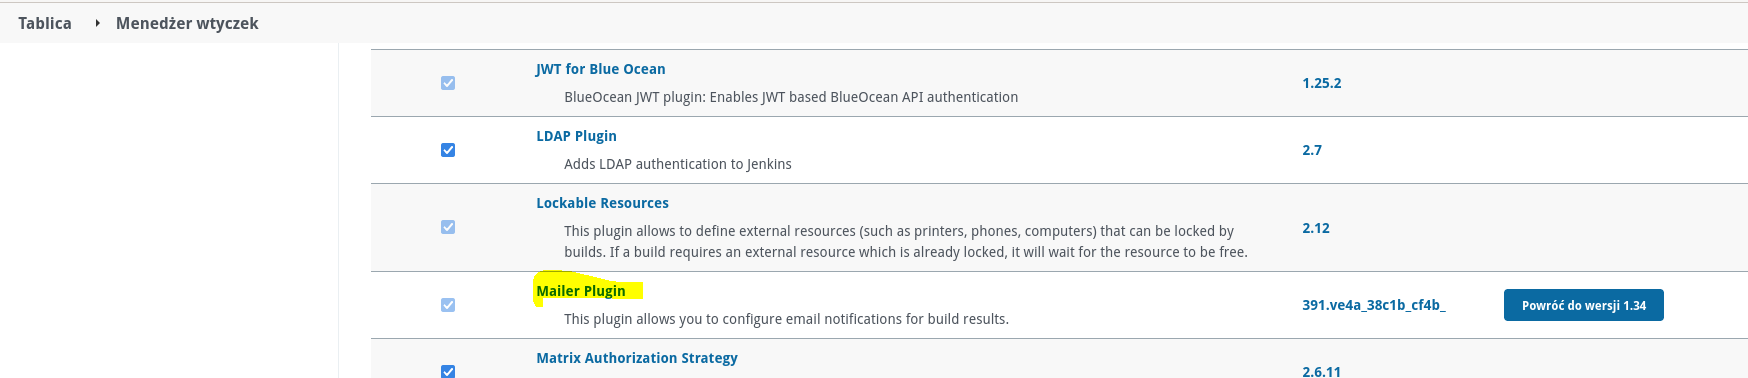 Tablica
Menedżer wtyczek
JWT for Blue Ocean
BlueOcean JWT plugin: Enables JWT based BlueOcean API authentication
1.25.2
LDAP Plugin
Adds LDAP authentication to Jenkins
2.7
Lockable Resources
This plugin allows to define external resources (such as printers, phones, computers) that can be locked by
builds. If a build requires an external resource which is already locked, it will wait for the resource to be free.
2.12
Mailer Plugin
This plugin allows you to configure email notifications for build results.
391.ve4a_38c1b_cf4b_
Powróć do wersji 1.34
Matrix Authorization Strategy
2.6.11